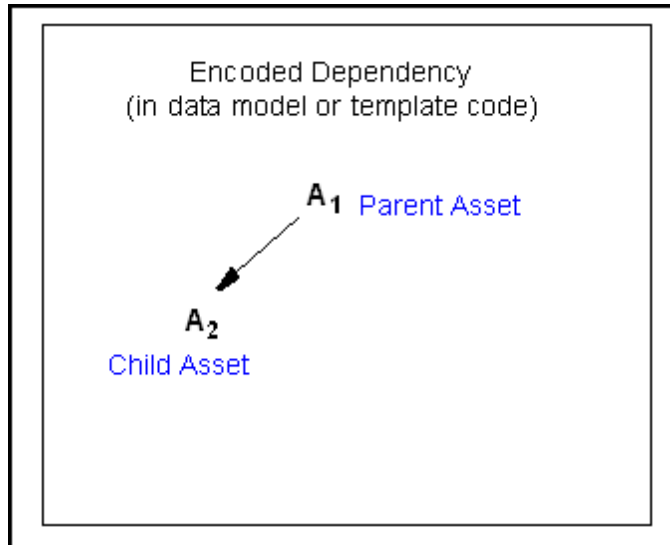 Encoded Dependency
(in data model or template code)
A1 Parent Asset
A2
Child Asset